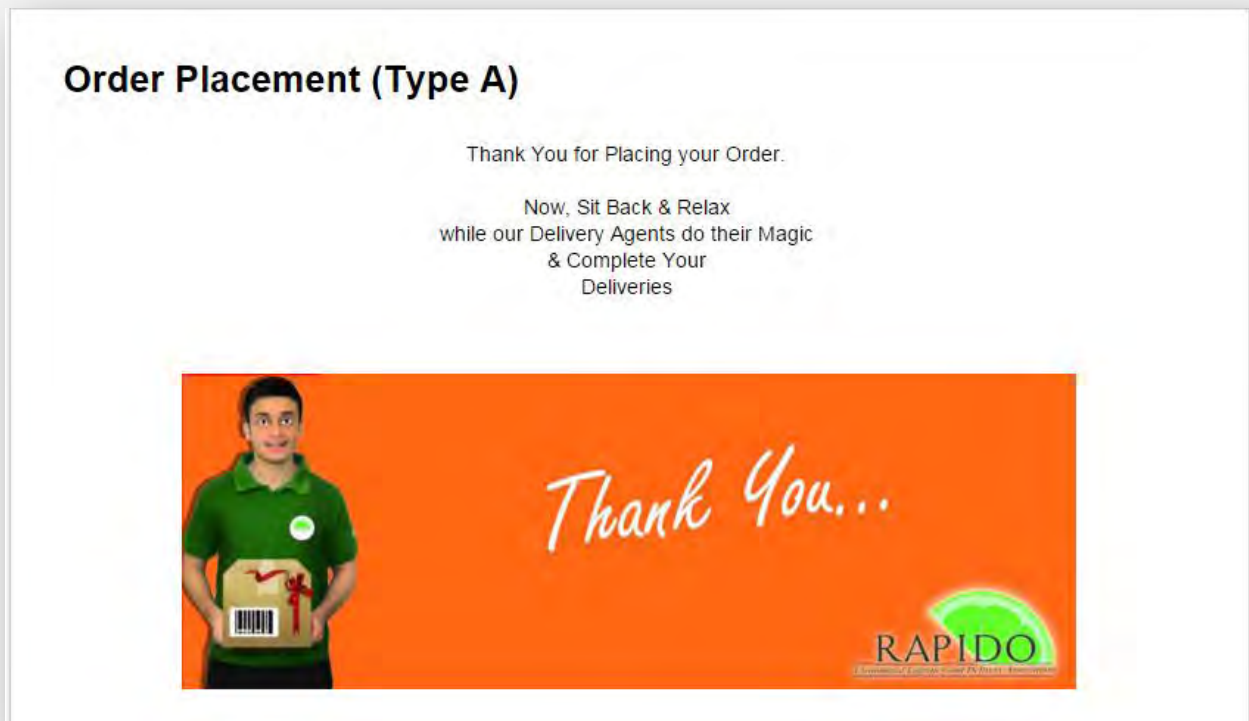 Order Placement (Type A)
Thank You for Placing your Order.
Now, Sit Back & Relax
while our Delivery Agents do their Magic
& Complete Your
Deliveries
Thank You...
RAPIDO